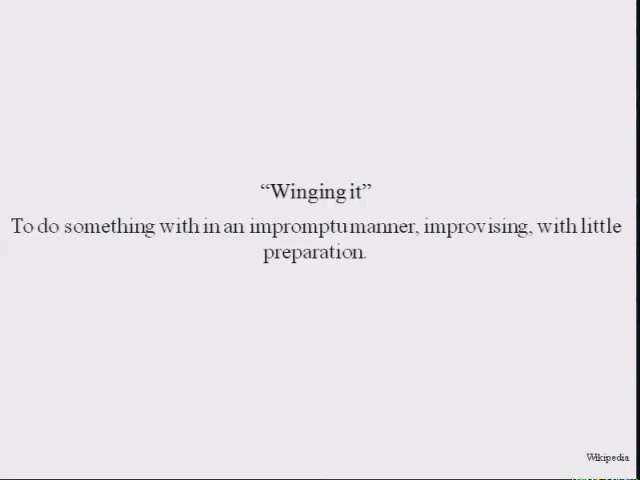 “Winging it”
To do something with in an impromptu manner, improvising, with little
preparation.
Wikipedia